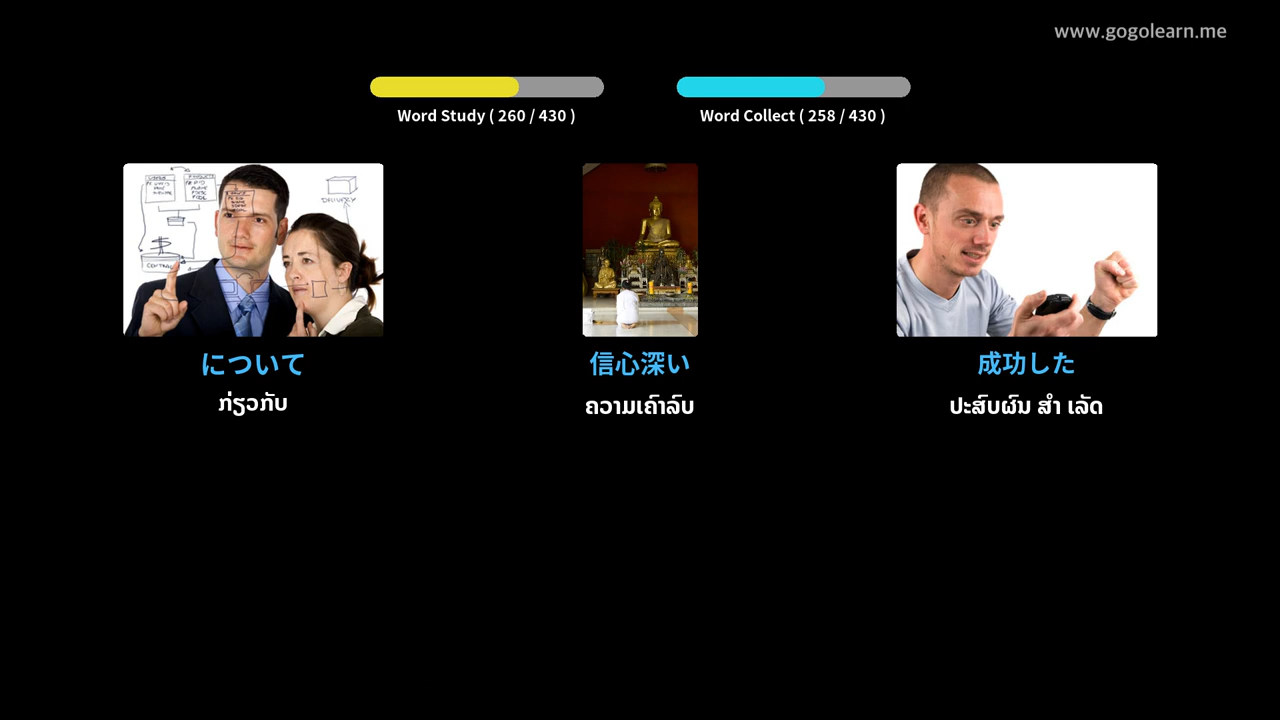 www.gogolearn.me
Word Study ( 260 / 430 )
Word Collect ( 258 / 430 )
DELIVERY
について
信心深い
成功した
ກ່ຽວກັບ
ຄວາມເຄົາລົບ
ປະສົບຜົນ ສຳ ເລັດ